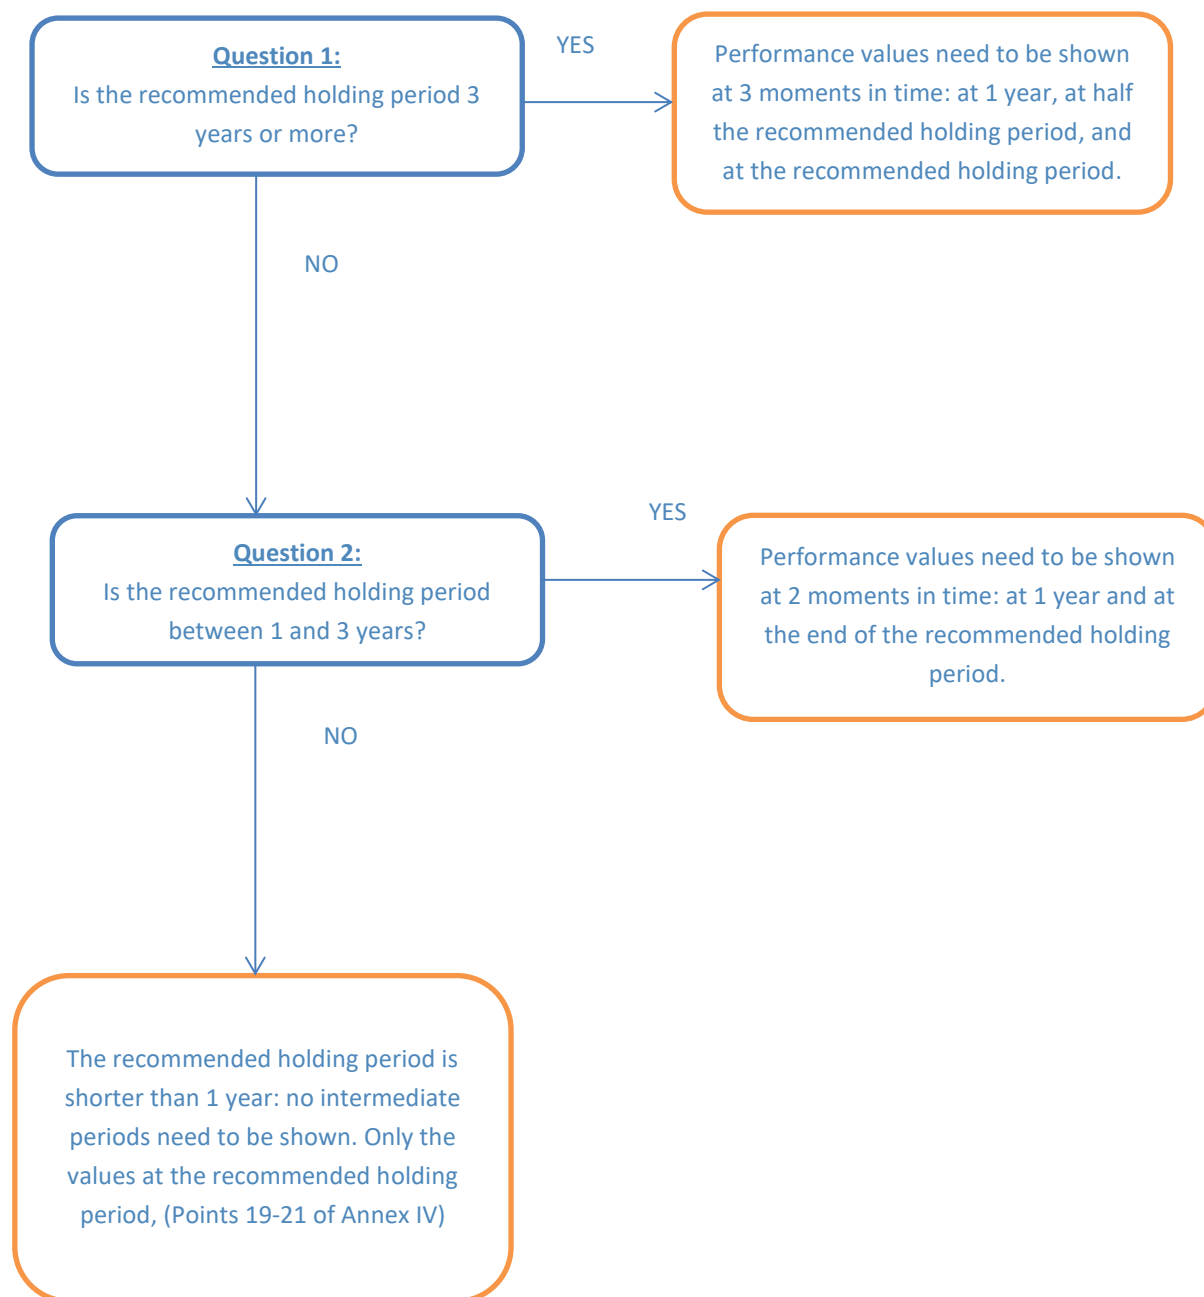 Question 1:
Is the recommended holding period 3
years or more?
YES
Performance values need to be shown
at 3 moments in time: at 1 year, at half
the recommended holding period, and
at the recommended holding period.
NO
Question 2:
Is the recommended holding period
between 1 and 3 years?
YES
Performance values need to be shown
at 2 moments in time: at 1 year and at
the end of the recommended holding
period.
NO
The recommended holding period is
shorter than 1 year: no intermediate
periods need to be shown. Only the
values at the recommended holding
period, (Points 19-21 of Annex IV)